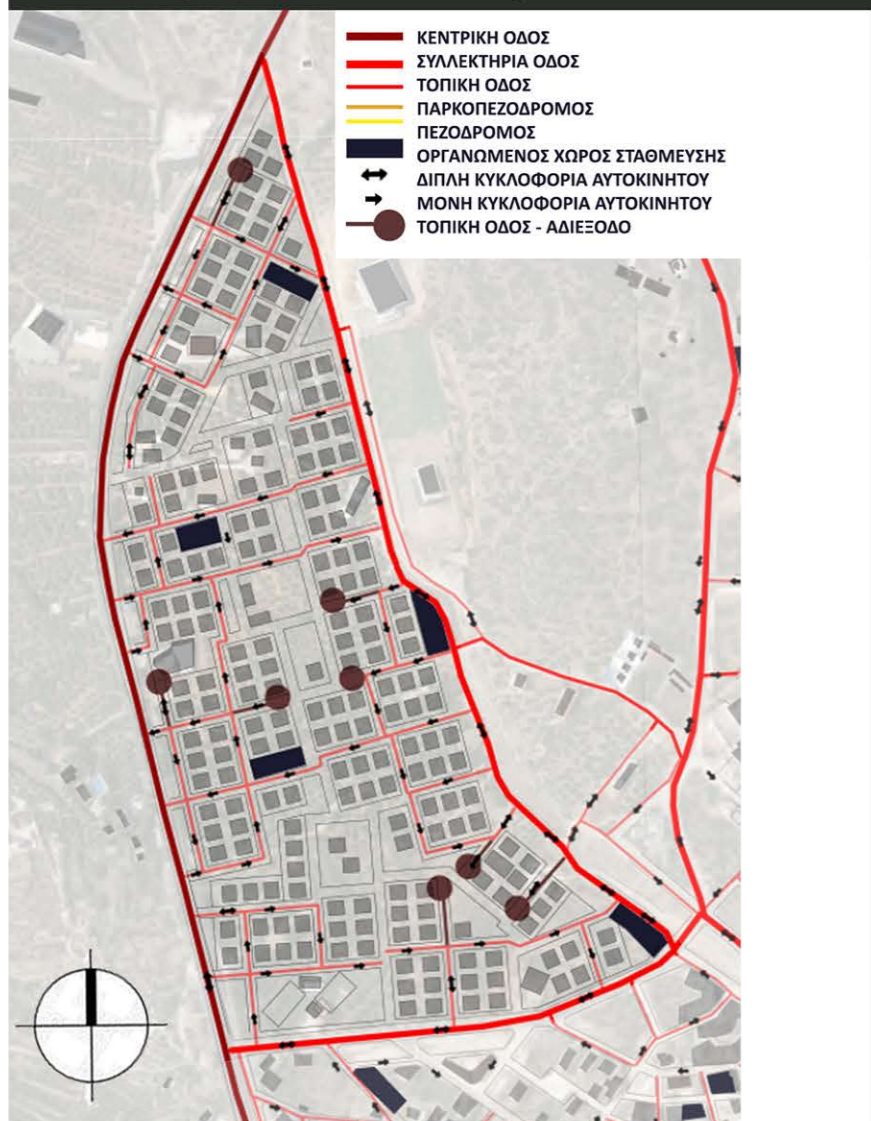 ΚΕΝΤΡΙΚΗ ΟΔΟΣ
ΣΥΛΛΕΚΤΗΡΙΑ ΟΔΟΣ
ΤΟΠΙΚΗ ΟΔΟΣ
ΠΑΡΚΟΠΕΖΟΔΡΟΜΟΣ
ΠΕΖΟΔΡΟΜΟΣ
ΟΡΓΑΝΩΜΕΝΟΣ ΧΩΡΟΣ ΣΤΑΘΜΕΥΣΗΣ
ΔΙΠΛΗ ΚΥΚΛΟΦΟΡΙΑ ΑΥΤΟΚΙΝΗΤΟΥ
ΜΟΝΗ ΚΥΚΛΟΦΟΡΙΑ ΑΥΤΟΚΙΝΗΤΟΥ
ΤΟΠΙΚΗ ΟΔΟΣ - ΑΔΙΕΞΟΔΟ